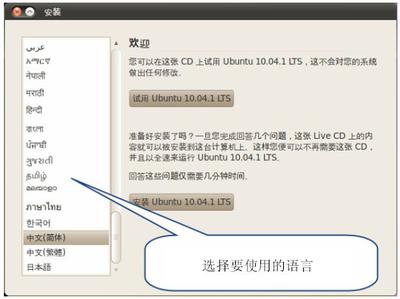 安装
عربي
አማርኛ
नेपाली
मराठी
हिन्दी
বাংলা
ਪੰਜਾਬੀ
ગુજરાતી
தமிழ்
മലയാളം
ภาษาไทย
한국어
中文(简体)
中文(繁體)
日本語
欢迎
您可以在这张 CD 上试用 Ubuntu 10.04.1 LTS，这不会对您的系统
做出任何修改。
试用 Ubuntu 10.04.1 LTS
准备好安装了吗？一旦您完成回答几个问题，这张 Live CD 上的内
容就可以被安装到这台计算机上。这样您便可以不再需要这张 CD，
并且以全速来运行 Ubuntu 10.04.1 LTS。
回答这些问题仅需要几分钟时间。
安装 Ubuntu 10.04.1 LTS
选择要使用的语言